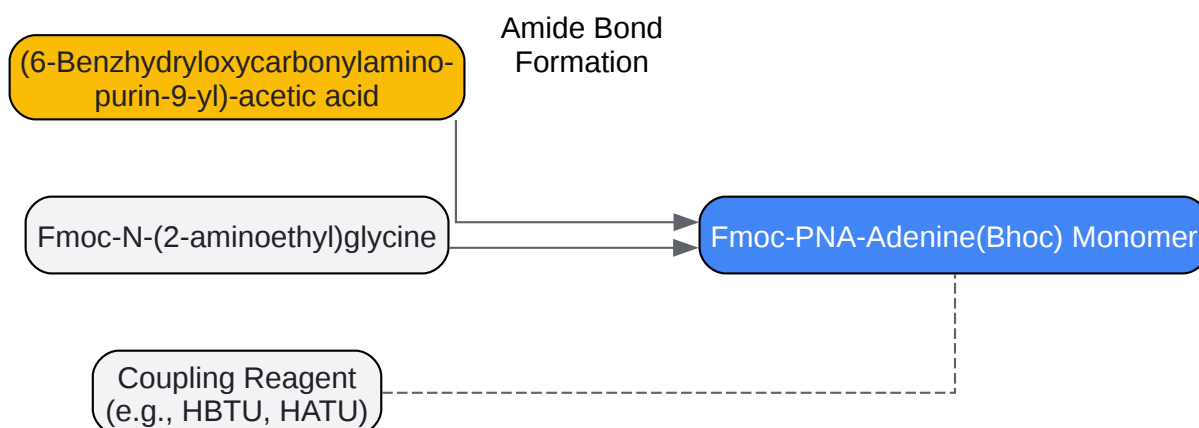 Amide Bond
Formation
(6-Benzhydryloxycarbonylamino-
purin-9-yl)-acetic acid
Fmoc-N-(2-aminoethyl)glycine
Fmoc-PNA-Adenine(Bhoc) Monomer
Coupling Reagent
(e.g., HBTU, HATU)